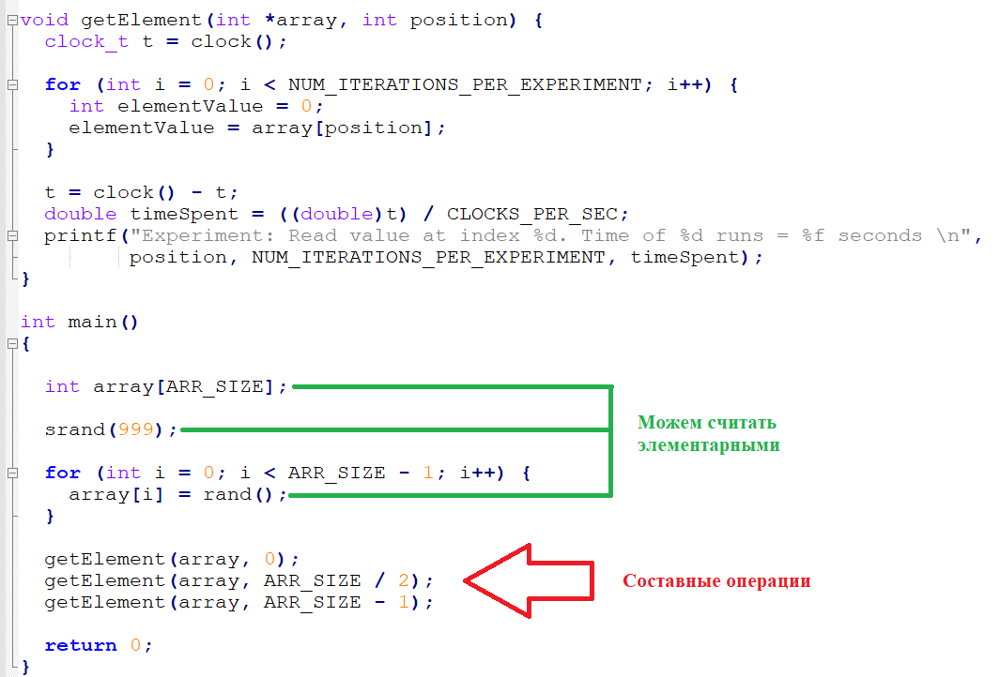 void getElement(int *array, int position) {
clock_t t = clock();
for (int i = 0; i < NUM_ITERATIONS_PER_EXPERIMENT; i++) {
int elementValue = 0;
elementValue = array[position];
}
t = clock() - t;
double timeSpent = ((double)t) / CLOCKS_PER_SEC;
printf("Experiment: Read value at index %d. Time of %d runs = %f seconds \n",
position, NUM_ITERATIONS_PER_EXPERIMENT, timeSpent);
}
int main()
{
int array[ARR_SIZE];
srand(999);
Можем считать
элементарными
for (int i = 0; i < ARR_SIZE - 1; i++) {
array[i] = rand();
}
getElement(array, 0);
getElement(array, ARR_SIZE / 2);
getElement(array, ARR_SIZE - 1);
Составные операции
return 0;
}